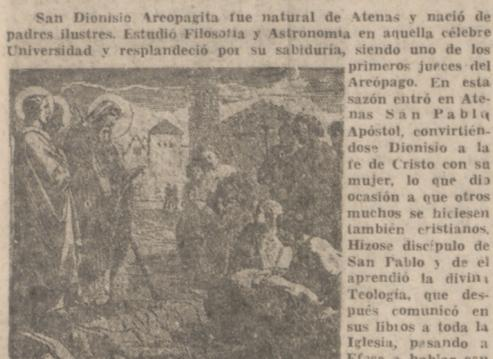 San Dionisio Areopagita fue natural de Atenas y nació de
padres ilustres. Estudió Filosofía y Astronomía en aquella célebre
Universidad y resplandeció por su sabiduría, siendo uno de los
primeros jueces del
Areópago. En esta
sazón entró en Ate-
nas San Pablo
Apóstol, convirtién-
dose Dionisio a la
fe de Cristo con su
mujer, lo que dio
ocasión a que otros
muchos se hiciesen
también cristianos.
Hízose discípulo de
San Pablo y de el
aprendió la divina
Teología, que des-
pués comunicó en
sus libros a toda la
Iglesia, pasando a